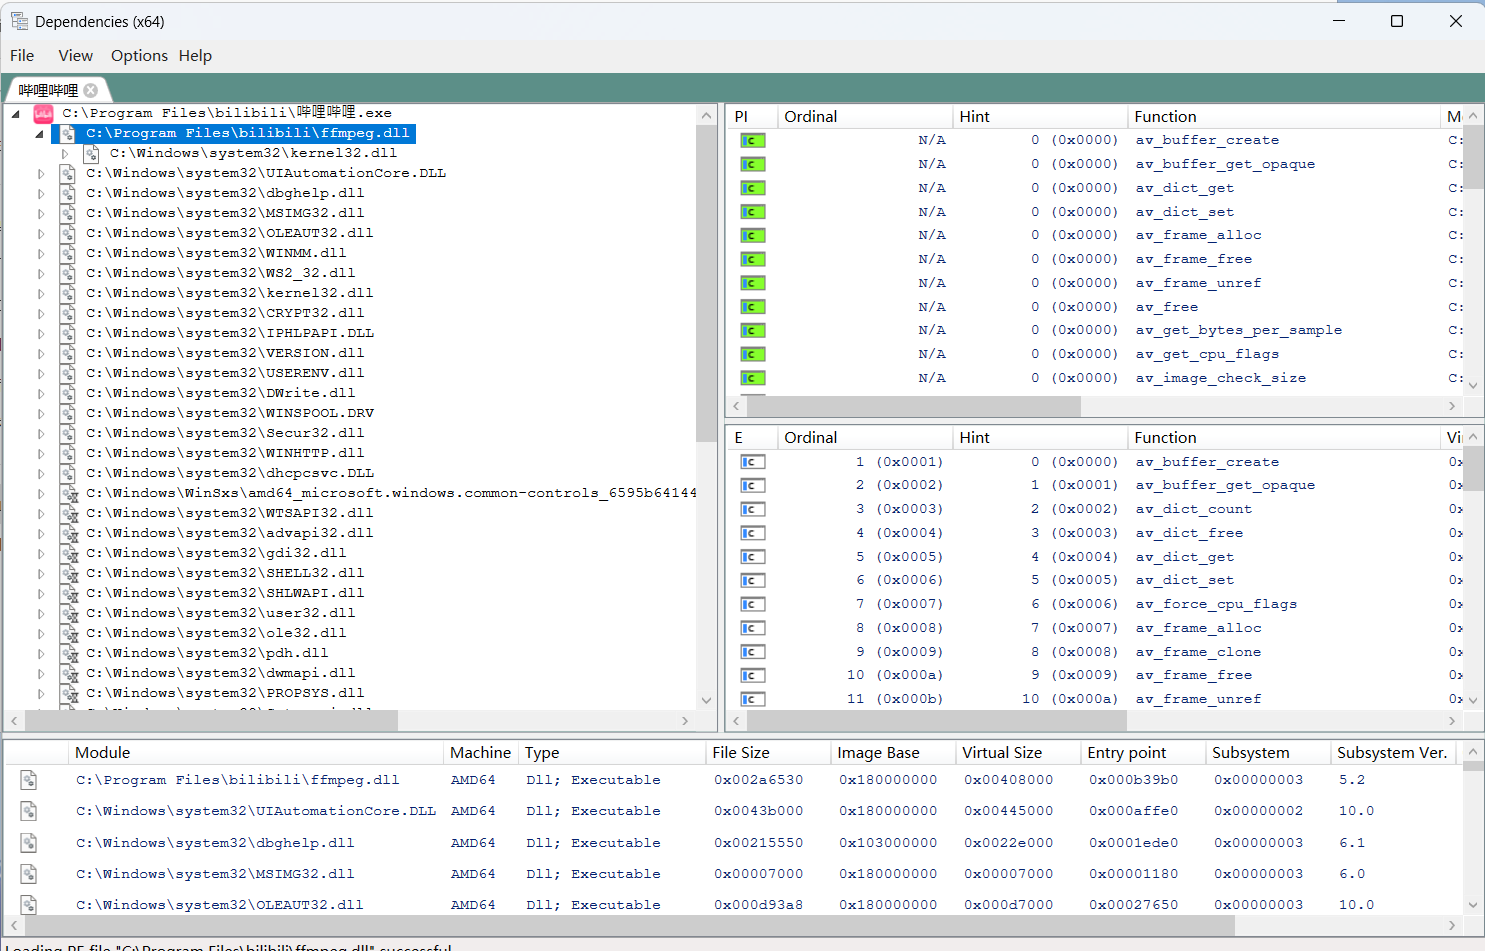 Dependencies (x64)
File View Options Help
哔哩哔哩
C:\Program Files\bilibili\哔哩哔哩.exe
C:\Program Files\bilibili\ffmpeg.dll
C:\Windows\system32\kernel32.dll
C:\Windows\system32\UIAutomationCore.DLL
C:\Windows\system32\dbghelp.dll
C:\Windows\system32\MSIMG32.dll
C:\Windows\system32\OLEAUT32.dll
C:\Windows\system32\WINMM.dll
C:\Windows\system32\WS2_32.dll
C:\Windows\system32\kernel32.dll
C:\Windows\system32\CRYPT32.dll
C:\Windows\system32\IPHLPAPI.DLL
C:\Windows\system32\VERSION.dll
C:\Windows\system32\USERENV.dll
C:\Windows\system32\DWrite.dll
C:\Windows\system32\WINSPOOL.DRV
C:\Windows\system32\Secur32.dll
C:\Windows\system32\WINHTTP.dll
C:\Windows\system32\dhcpcsvc.DLL
C:\Windows\WinSxs\amd64_microsoft.windows.common-controls_6595b64144
C:\Windows\system32\WTSAPI32.dll
C:\Windows\system32\advapi32.dll
C:\Windows\system32\gdi32.dll
C:\Windows\system32\SHELL32.dll
C:\Windows\system32\SHLWAPI.dll
C:\Windows\system32\user32.dll
C:\Windows\system32\ole32.dll
C:\Windows\system32\pdh.dll
C:\Windows\system32\dwmapi.dll
C:\Windows\system32\PROPSYS.dll
PI Ordinal Hint Function
N/A 0 (0x0000) av_buffer_create C:
N/A 0 (0x0000) av_buffer_get_opaque C:
N/A 0 (0x0000) av_dict_get C:
N/A 0 (0x0000) av_dict_set C:
N/A 0 (0x0000) av_frame_alloc C:
N/A 0 (0x0000) av_frame_free C:
N/A 0 (0x0000) av_frame_unref C:
N/A 0 (0x0000) av_free C:
N/A 0 (0x0000) av_get_bytes_per_sample C:
N/A 0 (0x0000) av_get_cpu_flags C:
N/A 0 (0x0000) av_image_check_size C:
E Ordinal Hint Function Vi
1 (0x0001) 0 (0x0000) av_buffer_create 0x
2 (0x0002) 1 (0x0001) av_buffer_get_opaque 0x
3 (0x0003) 2 (0x0002) av_dict_count 0x
4 (0x0004) 3 (0x0003) av_dict_free 0x
5 (0x0005) 4 (0x0004) av_dict_get 0x
6 (0x0006) 5 (0x0005) av_dict_set 0x
7 (0x0007) 6 (0x0006) av_force_cpu_flags 0x
8 (0x0008) 7 (0x0007) av_frame_alloc 0x
9 (0x0009) 8 (0x0008) av_frame_clone 0x
10 (0x000a) 9 (0x0009) av_frame_free 0x
11 (0x000b) 10 (0x000a) av_frame_unref 0x
Module Machine Type File Size Image Base Virtual Size Entry point Subsystem Subsystem Ver.
C:\Program Files\bilibili\ffmpeg.dll AMD64 Dll; Executable 0x002a6530 0x180000000 0x00408000 0x000b39b0 0x00000003 5.2
C:\Windows\system32\UIAutomationCore.DLL AMD64 Dll; Executable 0x0043b000 0x180000000 0x00445000 0x000affe0 0x00000002 10.0
C:\Windows\system32\dbghelp.dll AMD64 Dll; Executable 0x00215550 0x103000000 0x0022e000 0x0001ede0 0x00000003 6.1
C:\Windows\system32\MSIMG32.dll AMD64 Dll; Executable 0x00007000 0x180000000 0x00007000 0x00001180 0x00000003 6.0
C:\Windows\system32\OLEAUT32.dll AMD64 Dll; Executable 0x000d93a8 0x180000000 0x000d7000 0x00027650 0x00000003 10.0
Loading PE file "C:\Program Files\bilibili\ffmpeg.dll" successful